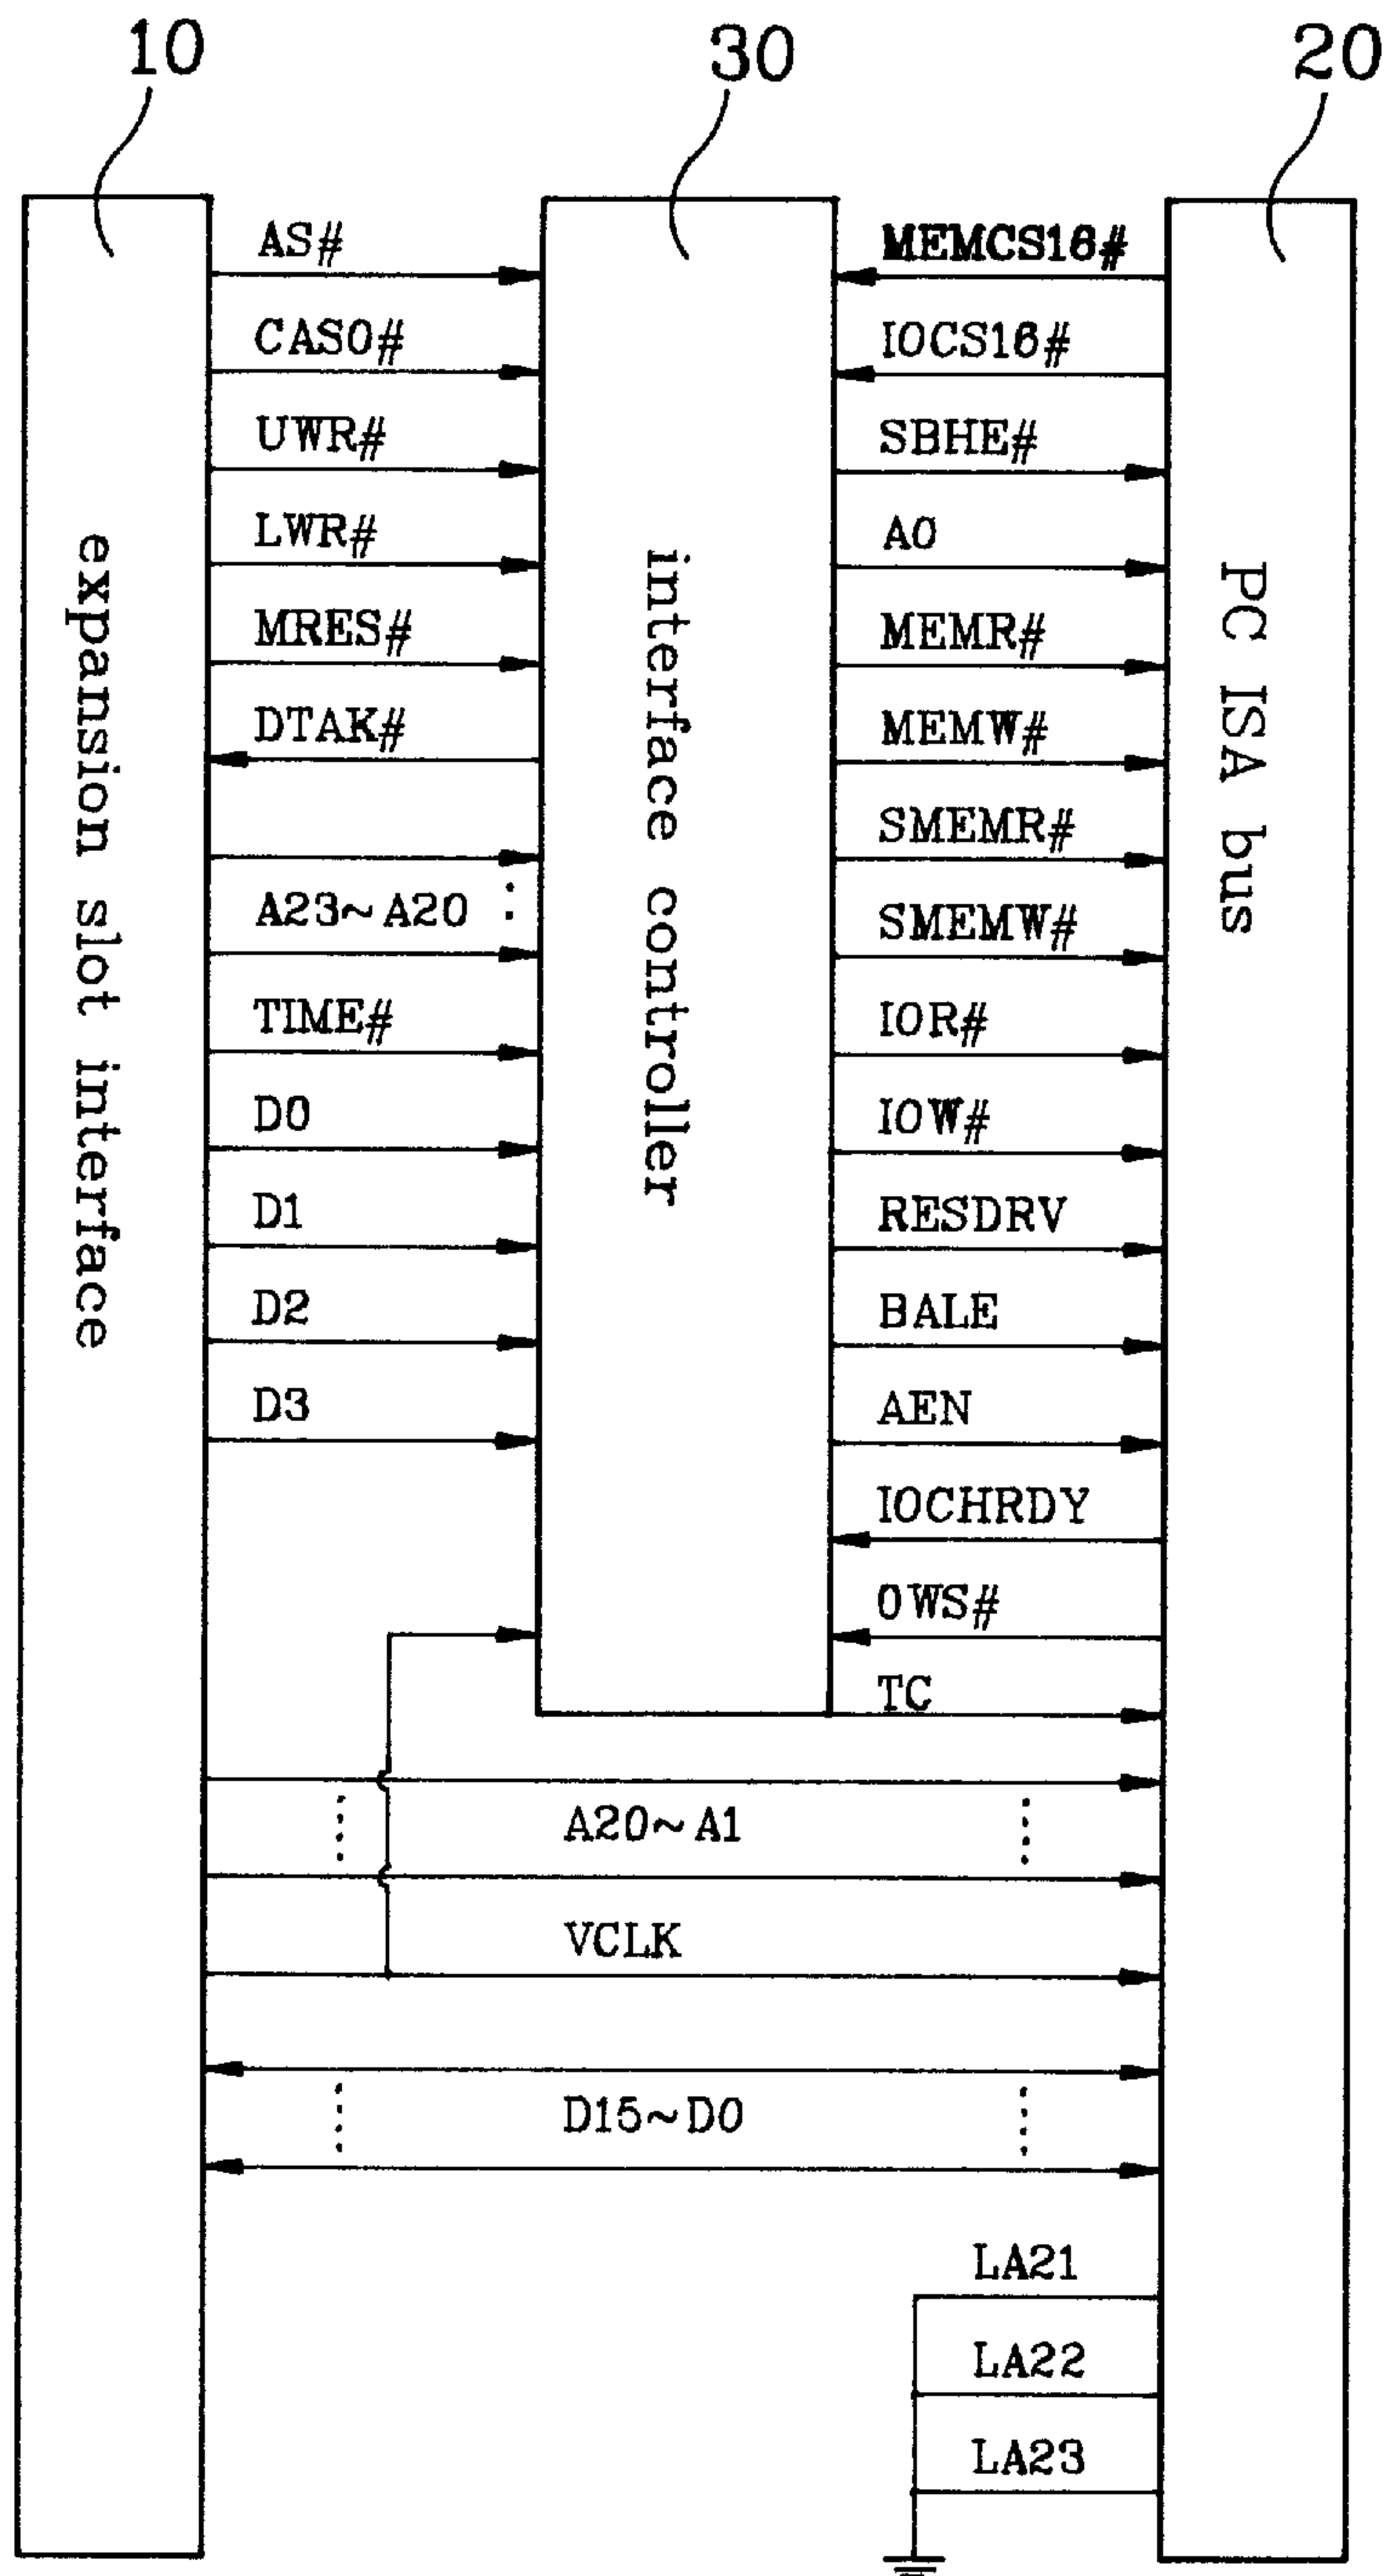 10
30
20
expansion slot interface
AS#
CAS0#
UWR#
LWR#
MRES#
DTAK#
A23~A20
TIME#
D0
D1
D2
D3
interface controller
MEMCS16#
IOCS16#
SBHE#
A0
MEMR#
MEMW#
SMEMR#
SMEMW#
IOR#
IOW#
RESDRV
BALE
AEN
IOCHRDY
0WS#
TC
PC ISA bus
A20~A1
VCLK
D15~D0
LA21
LA22
LA23